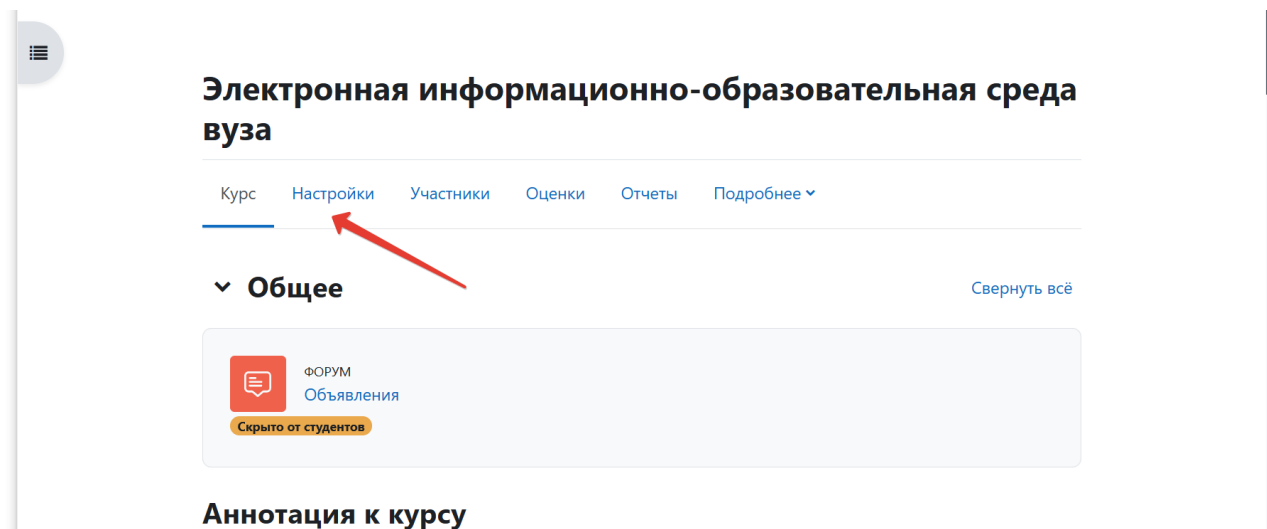 Электронная информационно-образовательная среда
вуза
Курс Настройки Участники Оценки Отчеты Подробнее
Общее Свернуть всё
ФОРУМ
Объявления
Скрыто от студентов
Аннотация к курсу